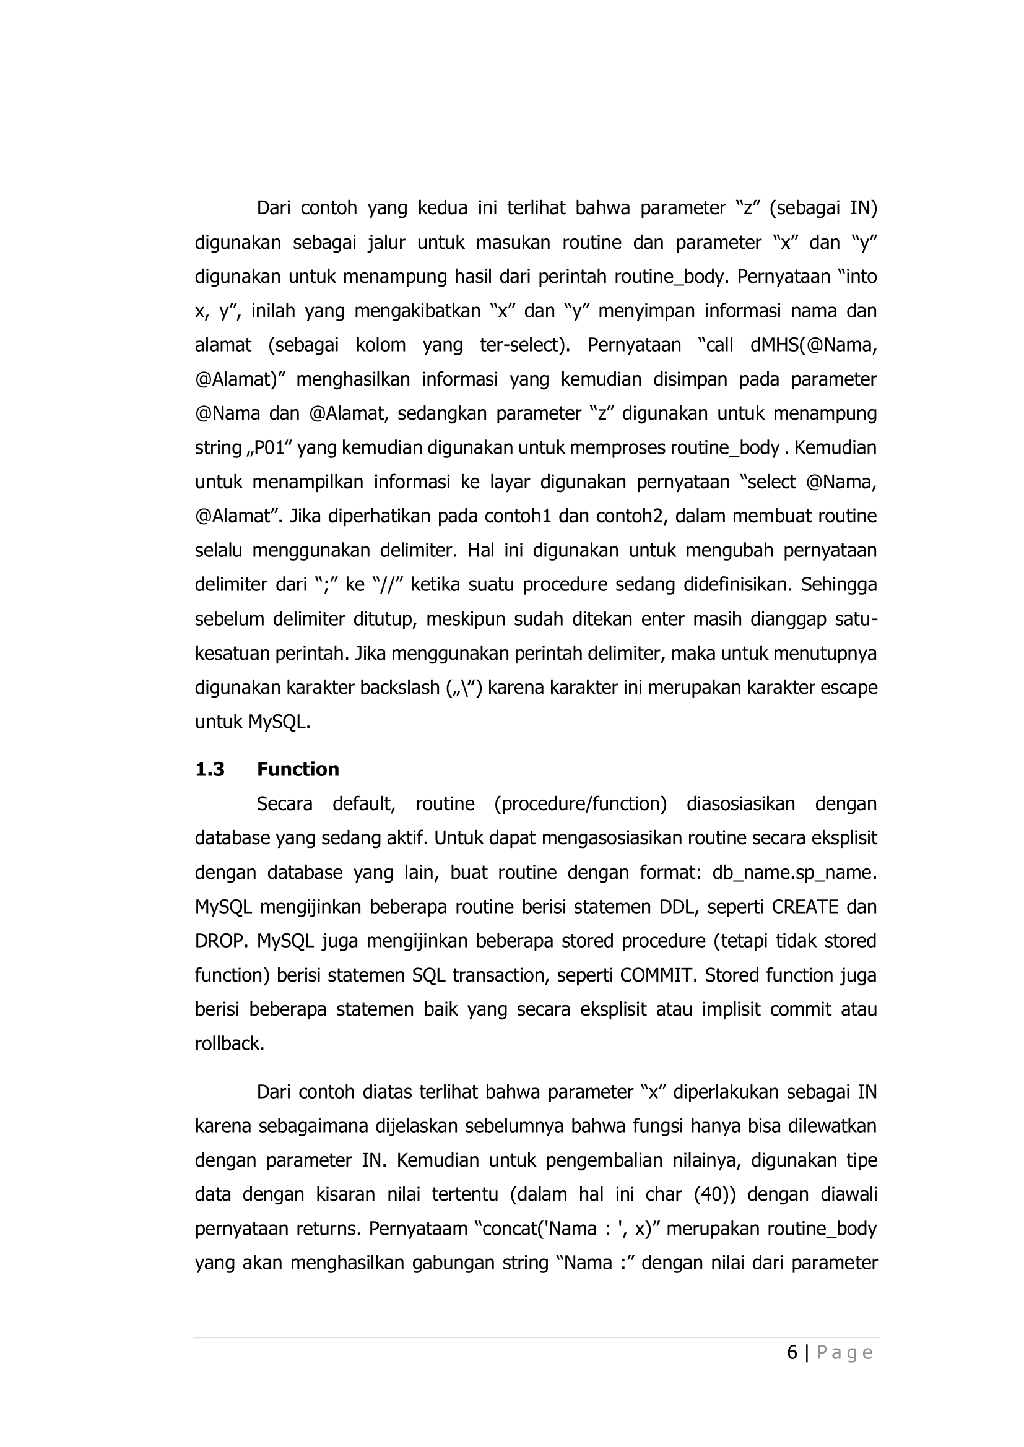 Dari contoh yang kedua ini terlihat bahwa parameter “z” (sebagai IN)
digunakan sebagai jalur untuk masukan routine dan parameter “x” dan “y”
digunakan untuk menampung hasil dari perintah routine_body. Pernyataan “into
x, y”, inilah yang mengakibatkan “x” dan “y” menyimpan informasi nama dan
alamat (sebagai kolom yang ter-select). Pernyataan “call dMHS(@Nama,
@Alamat)” menghasilkan informasi yang kemudian disimpan pada parameter
@Nama dan @Alamat, sedangkan parameter “z” digunakan untuk menampung
string „P01” yang kemudian digunakan untuk memproses routine_body . Kemudian
untuk menampilkan informasi ke layar digunakan pernyataan “select @Nama,
@Alamat”. Jika diperhatikan pada contoh1 dan contoh2, dalam membuat routine
selalu menggunakan delimiter. Hal ini digunakan untuk mengubah pernyataan
delimiter dari “;” ke “//” ketika suatu procedure sedang didefinisikan. Sehingga
sebelum delimiter ditutup, meskipun sudah ditekan enter masih dianggap satu-
kesatuan perintah. Jika menggunakan perintah delimiter, maka untuk menutupnya
digunakan karakter backslash („\“) karena karakter ini merupakan karakter escape
untuk MySQL.
1.3 Function
Secara default, routine (procedure/function) diasosiasikan dengan
database yang sedang aktif. Untuk dapat mengasosiasikan routine secara eksplisit
dengan database yang lain, buat routine dengan format: db_name.sp_name.
MySQL mengijinkan beberapa routine berisi statemen DDL, seperti CREATE dan
DROP. MySQL juga mengijinkan beberapa stored procedure (tetapi tidak stored
function) berisi statemen SQL transaction, seperti COMMIT. Stored function juga
berisi beberapa statemen baik yang secara eksplisit atau implisit commit atau
rollback.
Dari contoh diatas terlihat bahwa parameter “x” diperlakukan sebagai IN
karena sebagaimana dijelaskan sebelumnya bahwa fungsi hanya bisa dilewatkan
dengan parameter IN. Kemudian untuk pengembalian nilainya, digunakan tipe
data dengan kisaran nilai tertentu (dalam hal ini char (40)) dengan diawali
pernyataan returns. Pernyataam “concat('Nama : ', x)” merupakan routine_body
yang akan menghasilkan gabungan string “Nama :” dengan nilai dari parameter
6 | Page